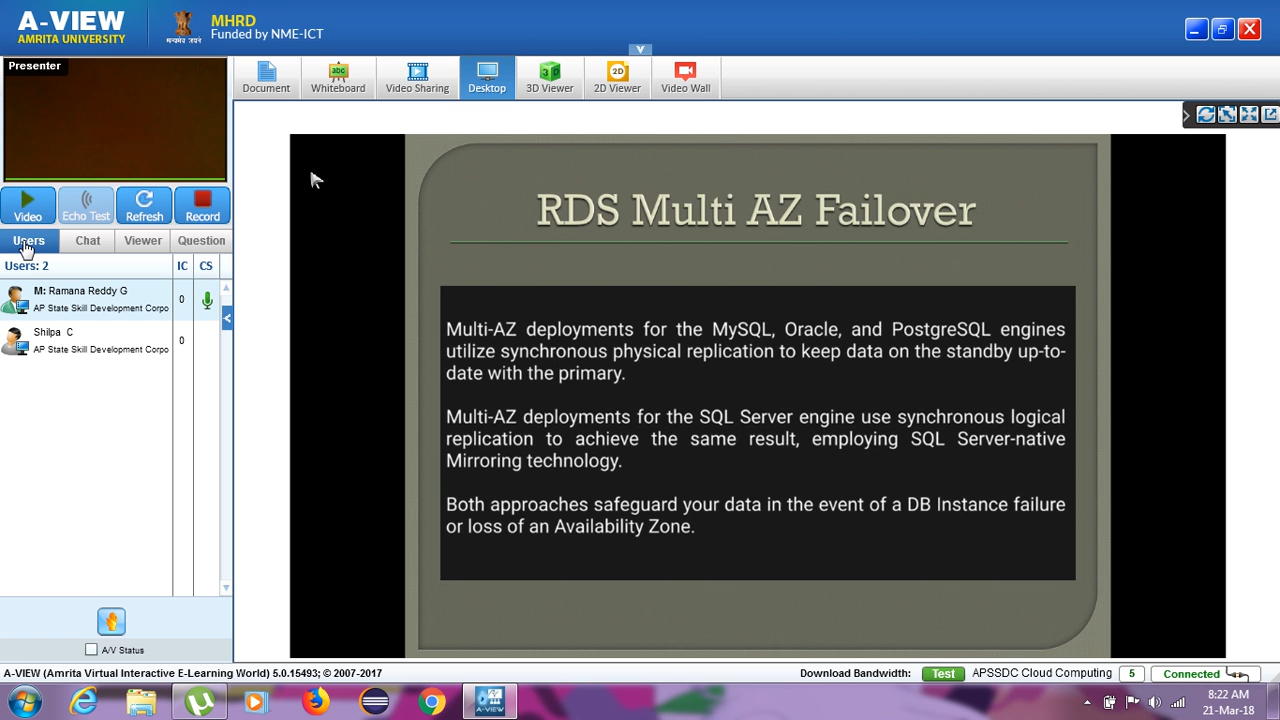 A-VIEW
AMRITA UNIVERSITY
MHRD
Funded by NME-ICT
Presenter
Document
Whiteboard
Video Sharing
Desktop
3D Viewer
2D Viewer
Video Wall
Video
Echo Test
Refresh
Record
Users
Chat
Viewer
Question
Users: 2
IC
CS
M: Ramana Reddy G
AP State Skill Development Corpo
0
Shilpa C
AP State Skill Development Corpo
0
RDS Multi AZ Failover
Multi-AZ deployments for the MySQL, Oracle, and PostgreSQL engines
utilize synchronous physical replication to keep data on the standby up-to-
date with the primary.
Multi-AZ deployments for the SQL Server engine use synchronous logical
replication to achieve the same result, employing SQL Server-native
Mirroring technology.
Both approaches safeguard your data in the event of a DB Instance failure
or loss of an Availability Zone.
A/V Status
A-VIEW (Amrita Virtual Interactive E-Learning World) 5.0.15493; © 2007-2017
Download Bandwidth:
Test
APSSDC Cloud Computing
5
Connected
8:22 AM
21-Mar-18